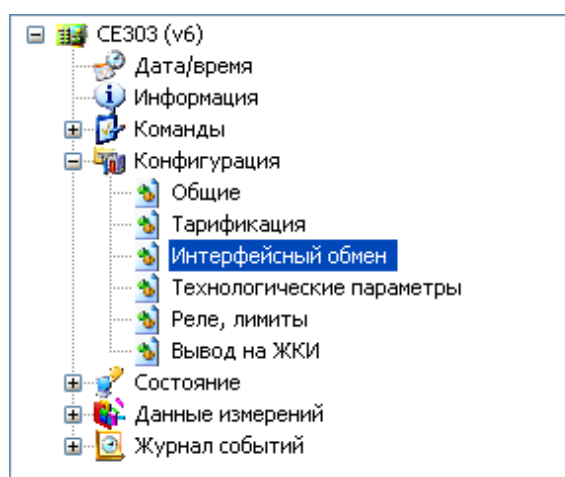 CE303 (v6)
Дата/время
Информация
Команды
Конфигурация
Общие
Тарификация
Интерфейсный обмен
Технологические параметры
Реле, лимиты
Вывод на ЖКИ
Состояние
Данные измерений
Журнал событий